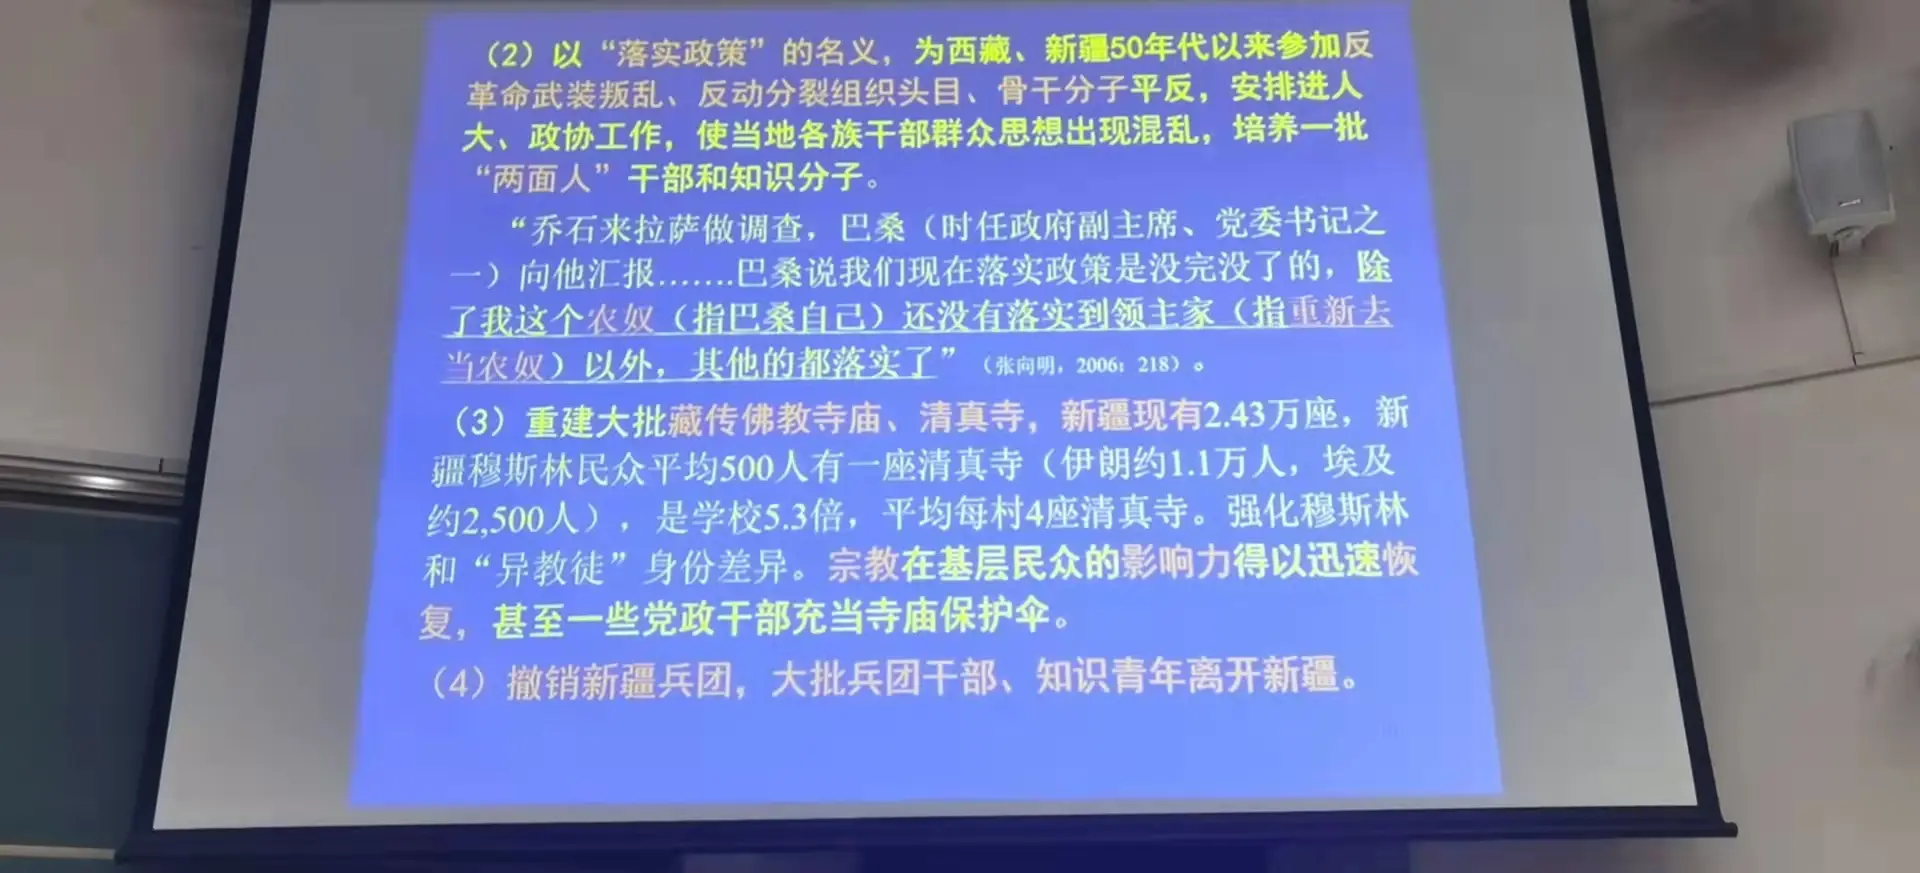 （2）以“落实政策”的名义，为西藏、新疆50年代以来参加反
革命武装叛乱、反动分裂组织头目、骨干分子平反，安排进人
大、政协工作，使当地各族干部群众思想出现混乱，培养一批
“两面人”干部和知识分子。
“乔石来拉萨做调查，巴桑（时任政府副主席、党委书记之
一）向他汇报…….巴桑说我们现在落实政策是没完没了的，除
了我这个农奴（指巴桑自己）还没有落实到领主家（指重新去
当农奴）以外，其他的都落实了”（张向明，2006：218）。
（3）重建大批藏传佛教寺庙、清真寺，新疆现有2.43万座，新
疆穆斯林民众平均500人有一座清真寺（伊朗约1.1万人，埃及
约2,500人），是学校5.3倍，平均每村4座清真寺。强化穆斯林
和“异教徒”身份差异。宗教在基层民众的影响力得以迅速恢
复，甚至一些党政干部充当寺庙保护伞。
（4）撤销新疆兵团，大批兵团干部、知识青年离开新疆。